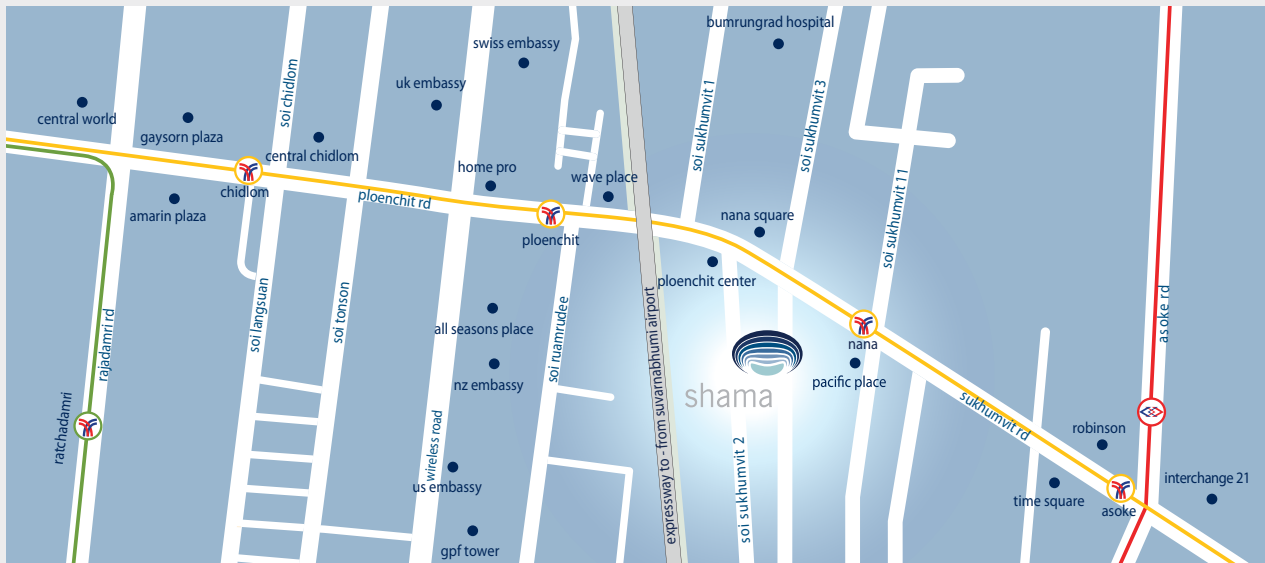 bumrungrad hospital
swiss embassy
uk embassy
soi chidlom
central world
gaysorn plaza
central chidlom
soi sukhumvit 1
soi sukhumvit 3
home pro
wave place
chidlom
amarin plaza
ploenchit rd
nana square
soi sukhumvit 11
ploenchit
ploenchit center
soi langsuan
soi tonson
rajadamri rd
all seasons place
soi ruamrudee
expressway to - from suvarnabhumi airport
asoke rd
nana
nz embassy
pacific place
shama
ratchadamri
wireless road
sukhumvit rd
robinson
soi sukhumvit 2
us embassy
time square
asoke
interchange 21
gpf tower